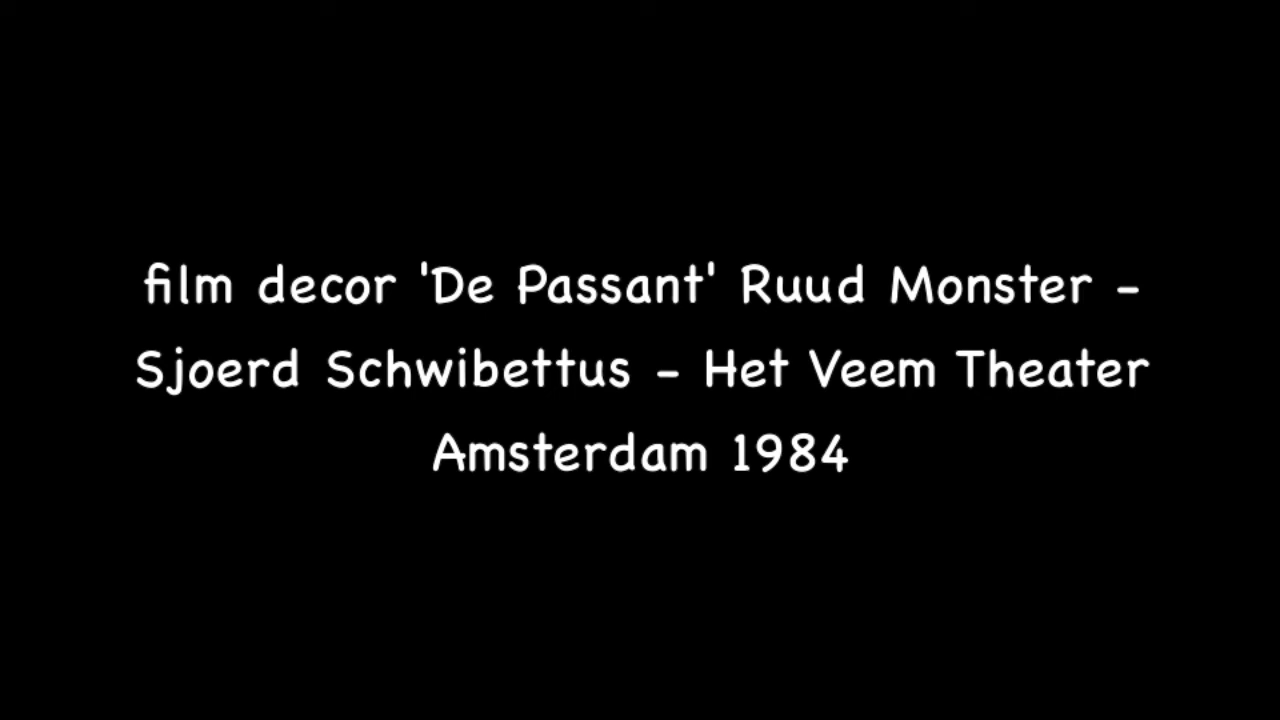 film decor 'De Passant' Ruud Monster -
Sjoerd Schwibettus - Het Veem Theater
Amsterdam 1984